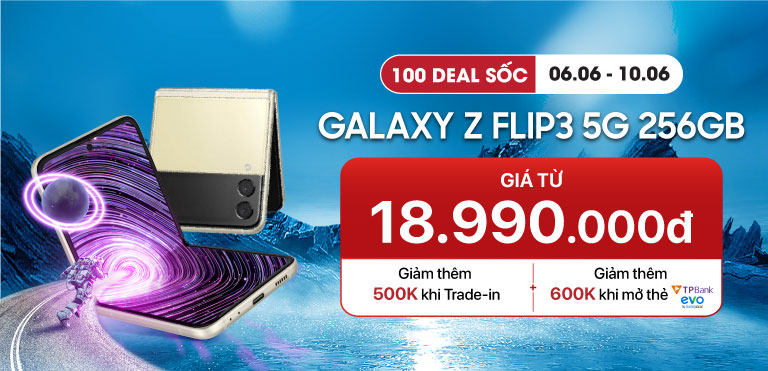 100 DEAL SỐC 06.06 - 10.06
GALAXY Z FLIP3 5G 256GB
GIÁ TỪ
18.990.000đ
Giảm thêm
500K khi Trade-in
+
Giảm thêm
600K khi mở thẻ TPBank
evo